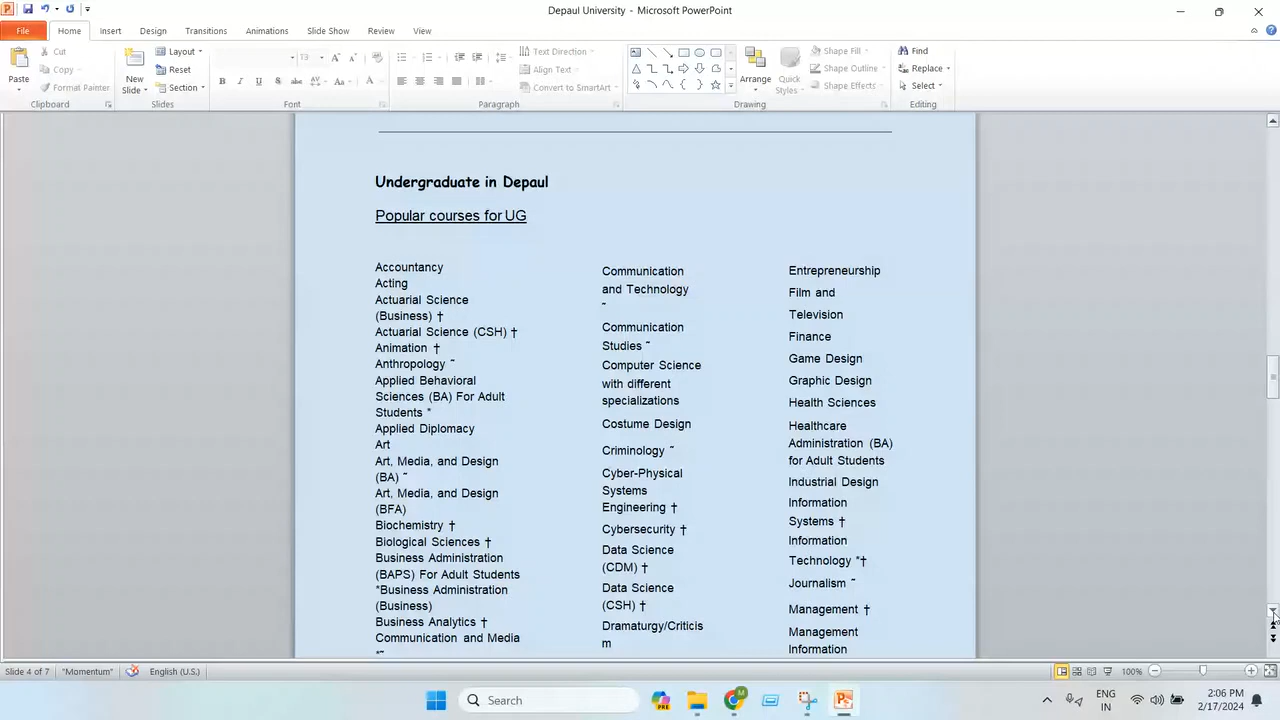 Depaul University - Microsoft PowerPoint
File Home Insert Design Transitions Animations Slide Show Review View
Cut
Copy
Format Painter
Paste
Clipboard
New
Slide
Layout
Reset
Section
Slides
13
Font
Text Direction
Align Text
Convert to SmartArt
Paragraph
Arrange
Quick
Styles
Shape Fill
Shape Outline
Shape Effects
Drawing
Find
Replace
Select
Editing
Undergraduate in Depaul
Popular courses for UG
Accountancy
Acting
Actuarial Science
(Business) †
Actuarial Science (CSH) †
Animation †
Anthropology ~
Applied Behavioral
Sciences (BA) For Adult
Students *
Applied Diplomacy
Art
Art, Media, and Design
(BA) ~
Art, Media, and Design
(BFA)
Biochemistry †
Biological Sciences †
Business Administration
(BAPS) For Adult Students
*Business Administration
(Business)
Business Analytics †
Communication and Media
*~
Communication
and Technology
~
Communication
Studies ~
Computer Science
with different
specializations
Costume Design
Criminology ~
Cyber-Physical
Systems
Engineering †
Cybersecurity †
Data Science
(CDM) †
Data Science
(CSH) †
Dramaturgy/Criticis
m
Entrepreneurship
Film and
Television
Finance
Game Design
Graphic Design
Health Sciences
Healthcare
Administration (BA)
for Adult Students
Industrial Design
Information
Systems †
Information
Technology *†
Journalism ~
Management †
Management
Information
Slide 4 of 7 "Momentum" English (U.S.) 100%
Search
ENG
IN
2:06 PM
2/17/2024